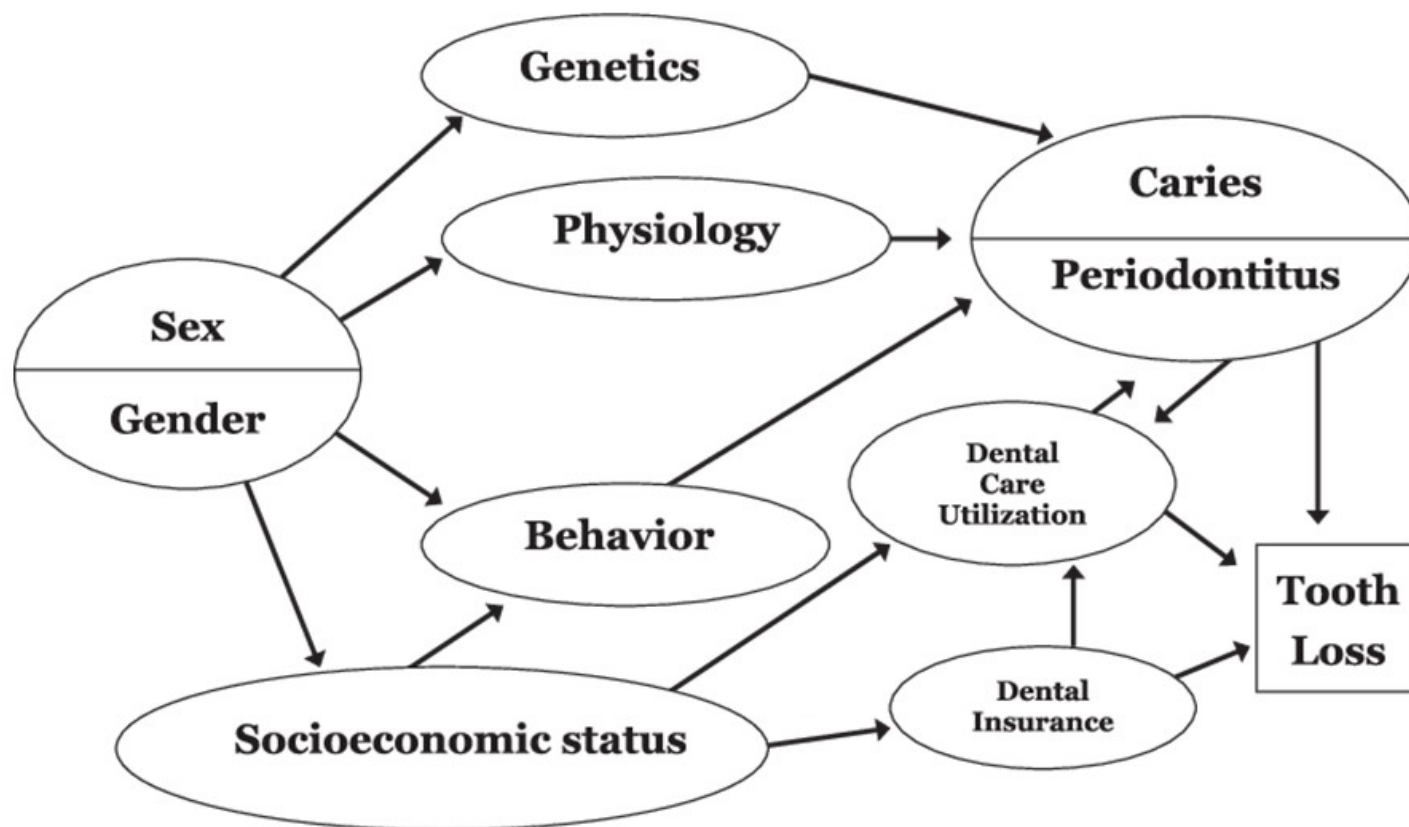 Genetics
Caries
Physiology
Periodontitus
Sex
Gender
Dental
Care
Utilization
Behavior
Tooth
Loss
Dental
Insurance
Socioeconomic status